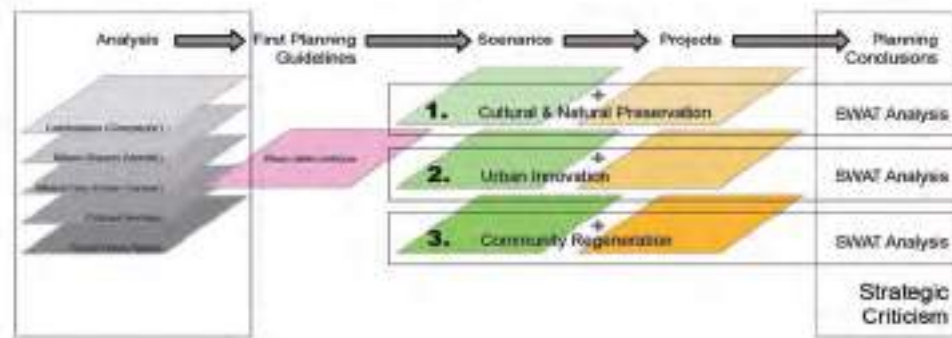 Analysis
First Planning
Guidelines
Scenario
Projects
Planning
Conclusions
1.
+
Cultural & Natural Preservation
SWAT Analysis
2.
+
Urban Innovation
SWAT Analysis
3.
+
Community Regeneration
SWAT Analysis
Strategic
Criticism